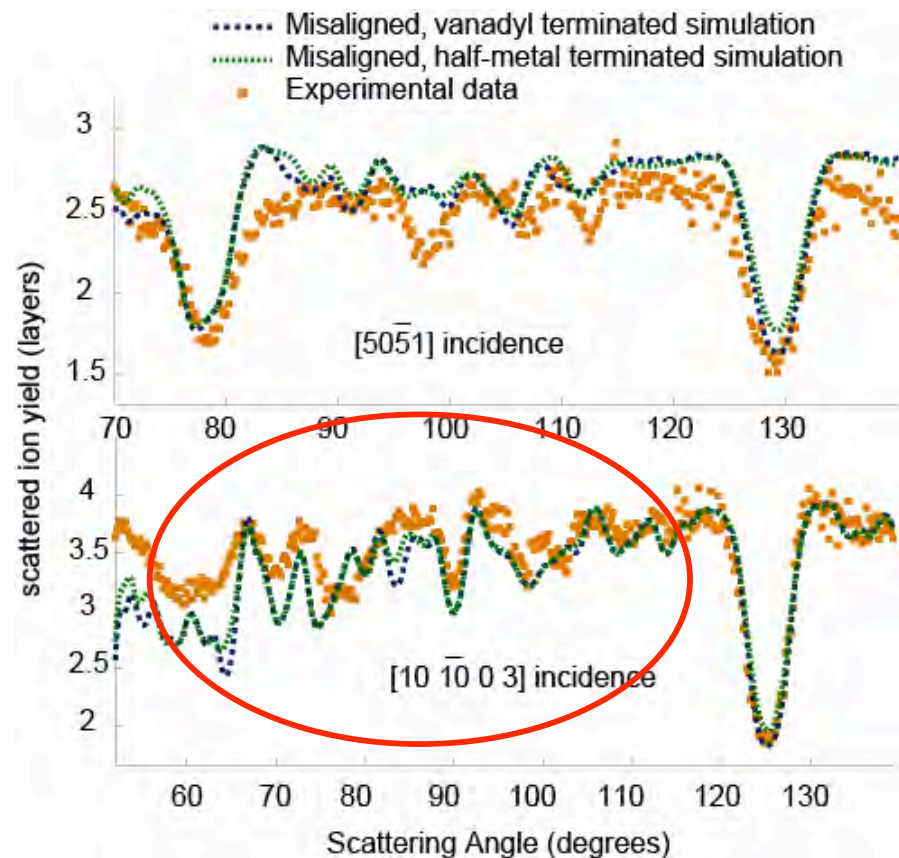 Misaligned, vanadyl terminated simulation
Misaligned, half-metal terminated simulation
Experimental data
3
2.5
2
1.5
[505̅1] incidence
70 80 90 100 110 120 130
scattered ion yield (layers)
4
3.5
3
2.5
2
[10 1̅0̅ 0 3] incidence
60 70 80 90 100 110 120 130
Scattering Angle (degrees)